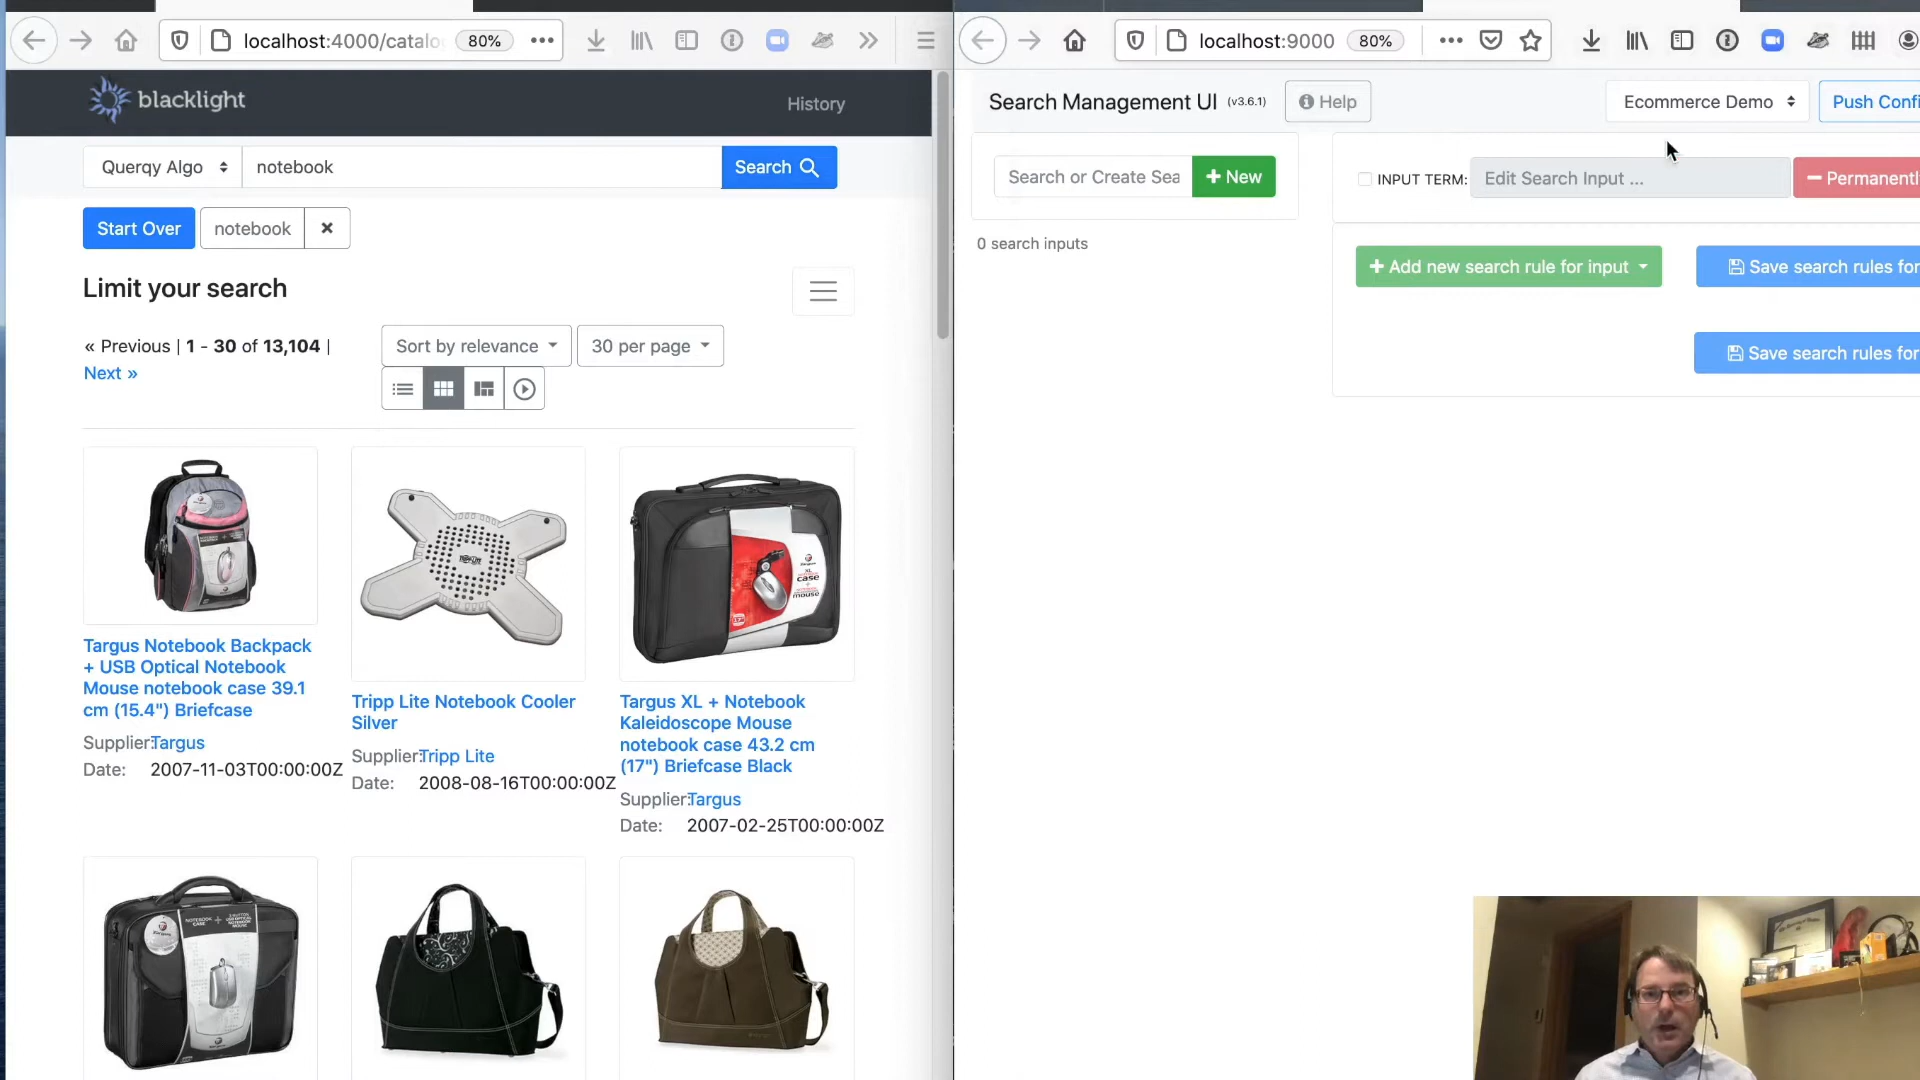 localhost:4000/catalo
80%
blacklight
History
Querqy Algo
notebook
Search
Start Over
notebook
×
Limit your search
« Previous | 1 - 30 of 13,104 |
Next »
Sort by relevance
30 per page
Targus Notebook Backpack
+ USB Optical Notebook
Mouse notebook case 39.1
cm (15.4") Briefcase
Supplier:Targus
Date: 2007-11-03T00:00:00Z
Tripp Lite Notebook Cooler
Silver
Supplier:Tripp Lite
Date: 2008-08-16T00:00:00Z
XL
case
mouse
Targus XL + Notebook
Kaleidoscope Mouse
notebook case 43.2 cm
(17") Briefcase Black
Supplier:Targus
Date: 2007-02-25T00:00:00Z
localhost:9000
80%
Search Management UI (v3.6.1)
Help
Ecommerce Demo
Push Confi
Search or Create Sea
+ New
0 search inputs
INPUT TERM:
Edit Search Input ...
Permanentl
+ Add new search rule for input
Save search rules for
Save search rules for